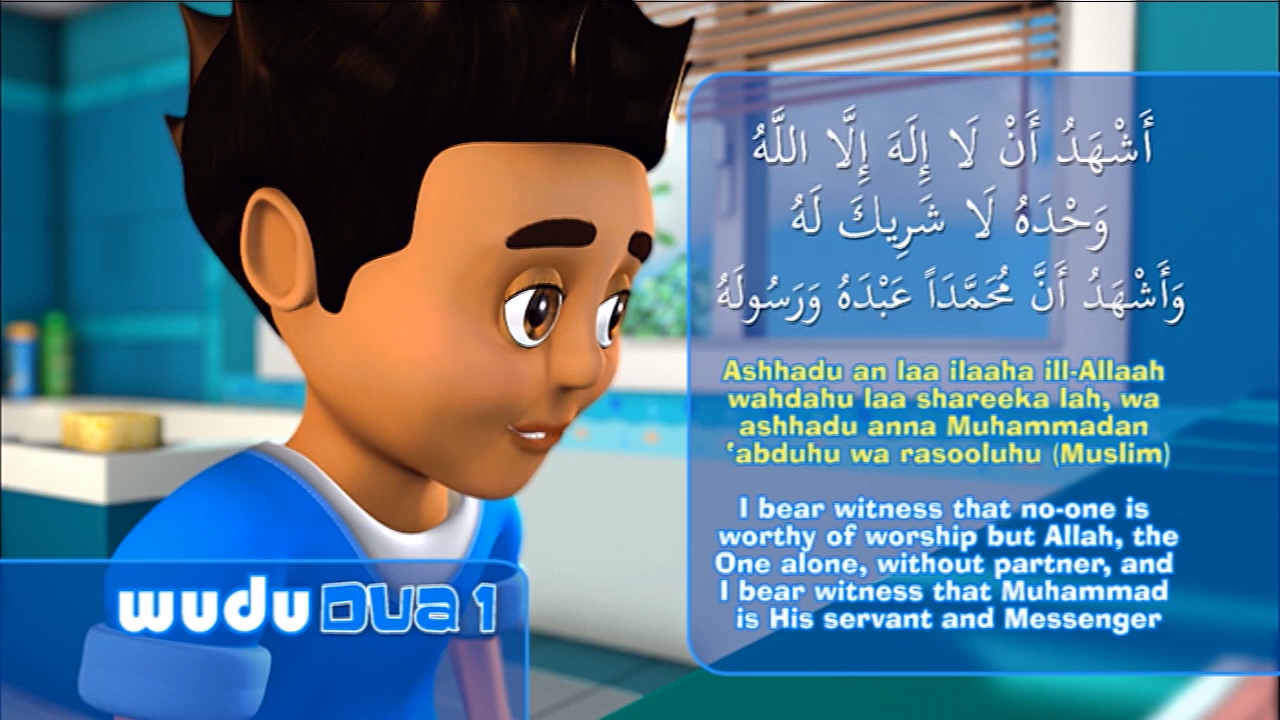 أَشْهَدُ أَنْ لَا إِلَهَ إِلَّا اللَّهُ
وَحْدَهُ لَا شَرِيكَ لَهُ
وَأَشْهَدُ أَنَّ مُحَمَّدَاً عَبْدَهُ وَرَسُولَهُ
Ashhadu an laa ilaaha ill-Allaah
wahdahu laa shareeka lah, wa
ashhadu anna Muhammadan
‘abduhu wa rasooluhu (Muslim)
I bear witness that no-one is
worthy of worship but Allah, the
One alone, without partner, and
I bear witness that Muhammad
is His servant and Messenger
wudu Dua 1